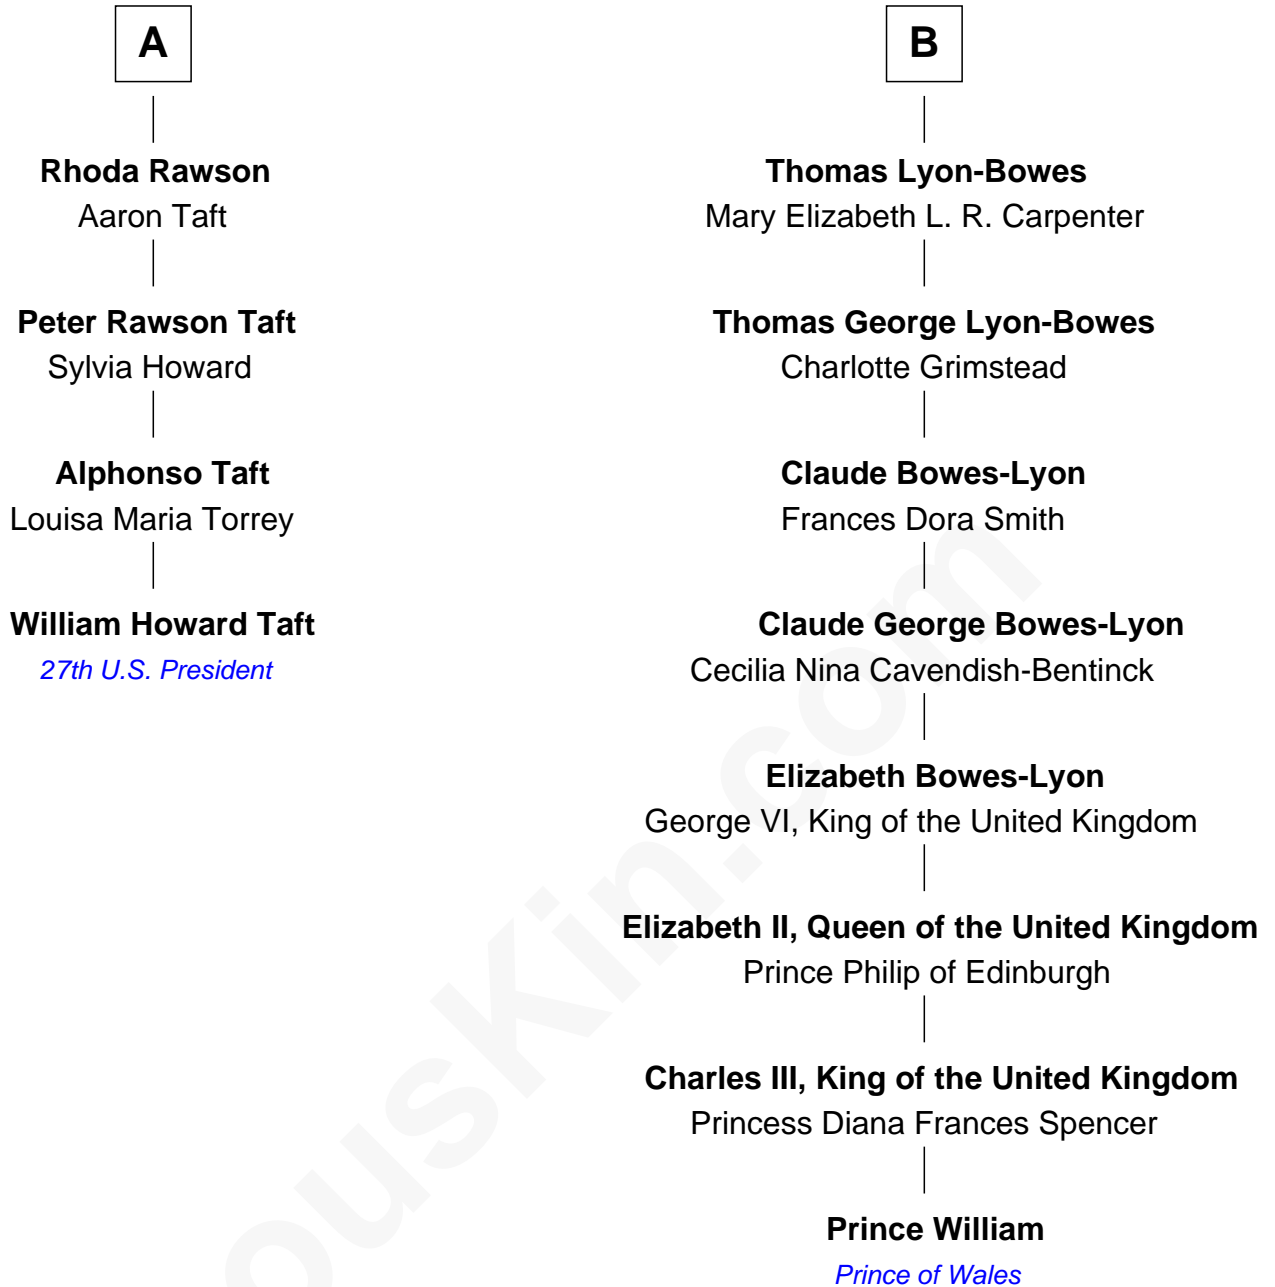 A
Rhoda Rawson
Aaron Taft
Peter Rawson Taft
Sylvia Howard
Alphonso Taft
Louisa Maria Torrey
William Howard Taft
27th U.S. President
B
Thomas Lyon-Bowes
Mary Elizabeth L. R. Carpenter
Thomas George Lyon-Bowes
Charlotte Grimstead
Claude Bowes-Lyon
Frances Dora Smith
Claude George Bowes-Lyon
Cecilia Nina Cavendish-Bentinck
Elizabeth Bowes-Lyon
George VI, King of the United Kingdom
Elizabeth II, Queen of the United Kingdom
Prince Philip of Edinburgh
Charles III, King of the United Kingdom
Princess Diana Frances Spencer
Prince William
Prince of Wales
ousKin.com